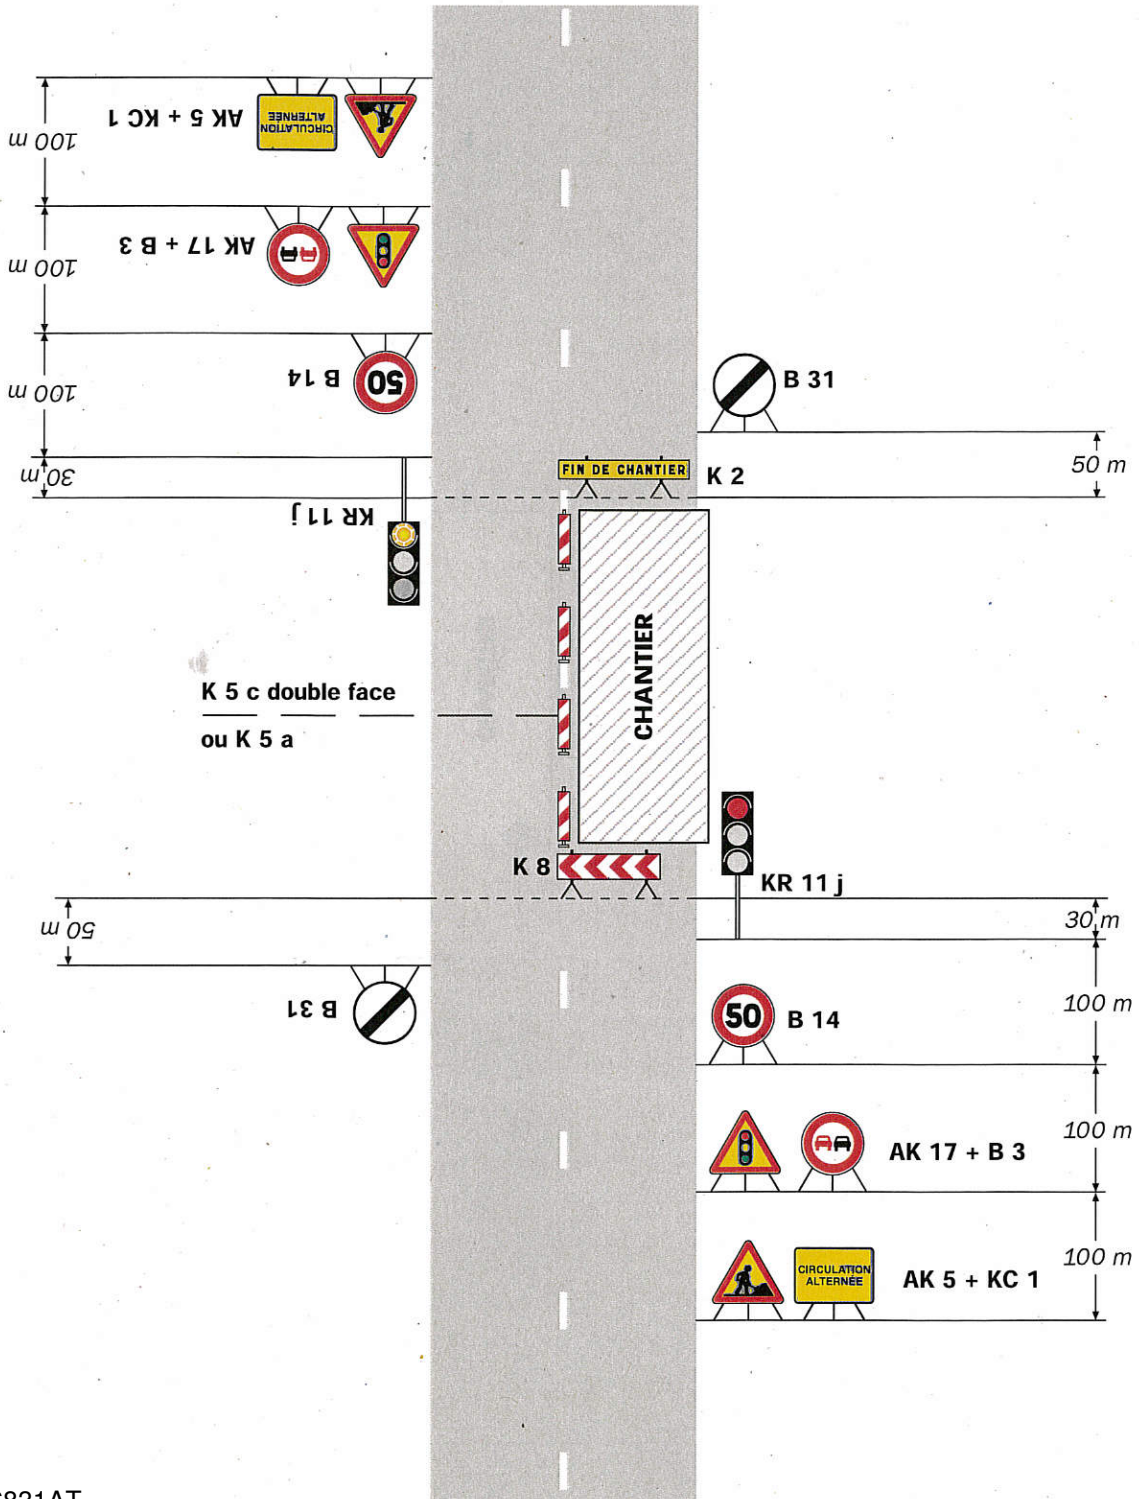 100 m
AK 5 + KC 1
CIRCULATION
ALTERNÉE
100 m
AK 17 + B 3
100 m
B 14
50
B 31
30 m
KR 11 j
FIN DE CHANTIER
K 2
50 m
CHANTIER
K 5 c double face
ou K 5 a
K 8
KR 11 j
50 m
30 m
B 31
50
B 14
100 m
AK 17 + B 3
100 m
CIRCULATION
ALTERNÉE
AK 5 + KC 1
100 m